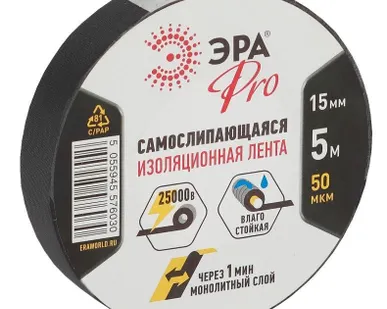 ЭРА®
Pro
15мм
САМОСЛИПАЮЩАЯСЯ
ИЗОЛЯЦИОННАЯ ЛЕНТА
5м
50
МКМ
81
C/PAP
5 055945 576030
ERAWORLD.RU
25000В
ВЛАГО
СТОЙКАЯ
ЧЕРЕЗ 1 МИН
МОНОЛИТНЫЙ СЛОЙ